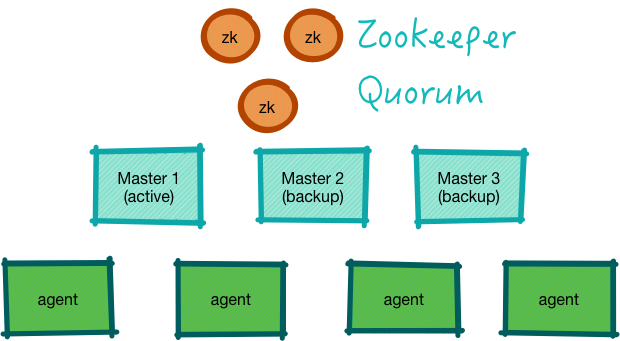 zk
zk
Zookeeper
Quorum
zk
Master 1
(active)
Master 2
(backup)
Master 3
(backup)
agent
agent
agent
agent